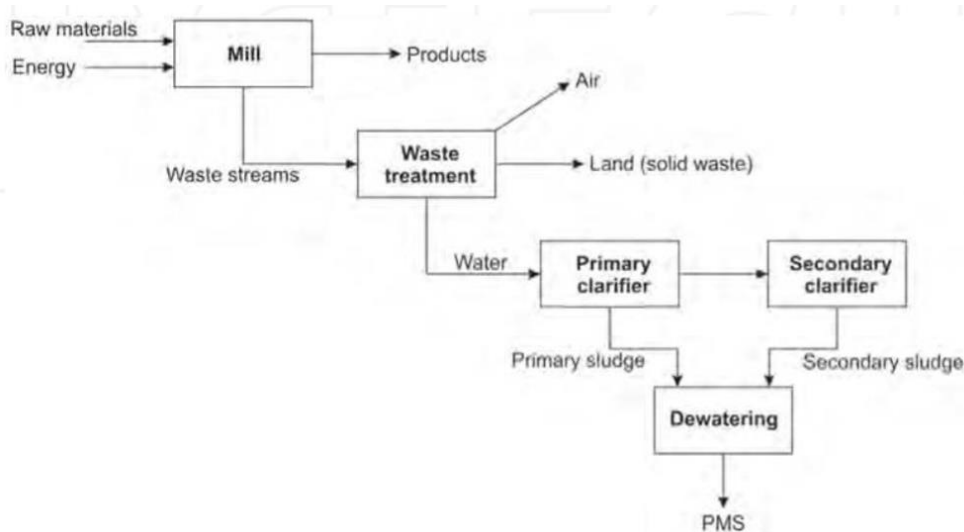 Raw materials
Energy
Mill
Products
Air
Waste streams
Waste
treatment
Land (solid waste)
Water
Primary
clarifier
Secondary
clarifier
Primary sludge
Secondary sludge
Dewatering
PMS